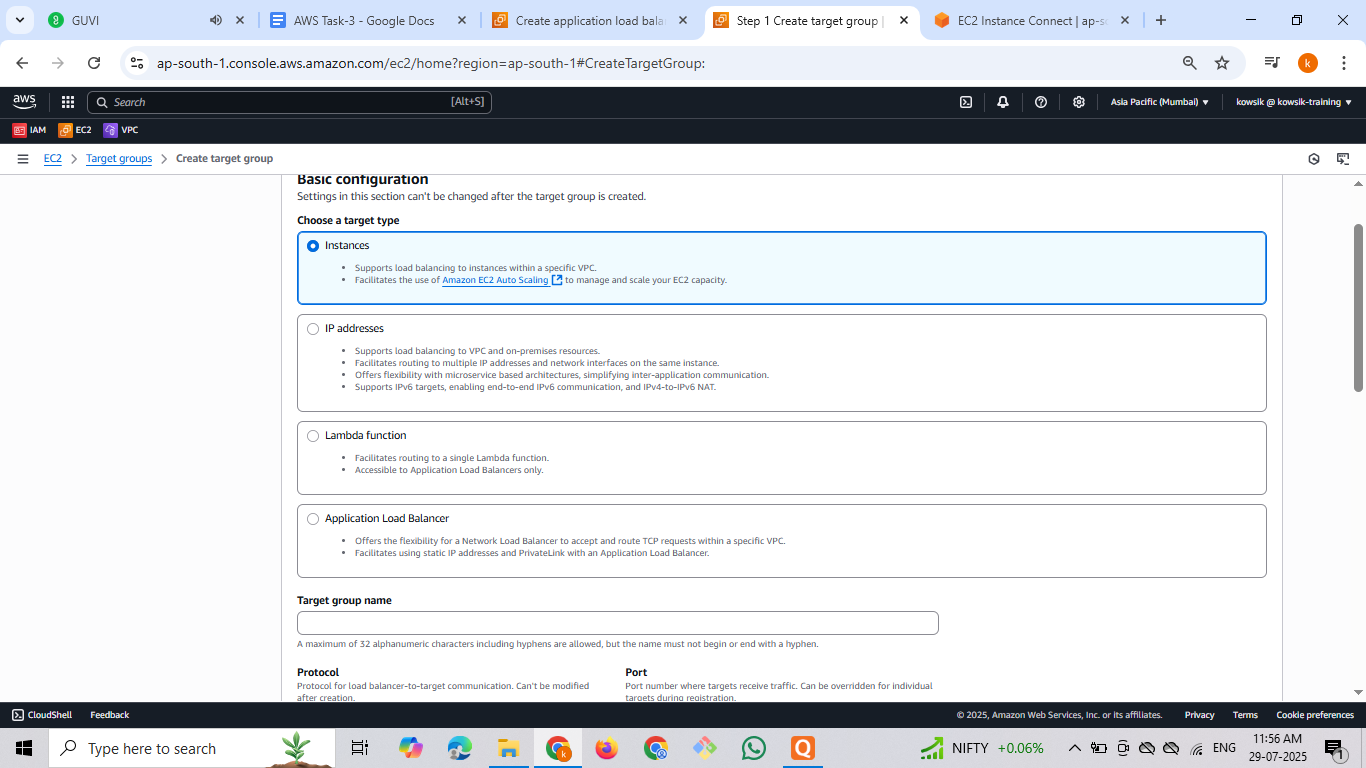 GUVI
AWS Task-3 - Google Docs
Create application load bala
Step 1 Create target group |
EC2 Instance Connect | ap-s
ap-south-1.console.aws.amazon.com/ec2/home?region=ap-south-1#CreateTargetGroup:
k
aws
Search
[Alt+S]
Asia Pacific (Mumbai)
kowsik @ kowsik-training
IAM
EC2
VPC
EC2 > Target groups > Create target group
Basic configuration
Settings in this section can't be changed after the target group is created.
Choose a target type
Instances
• Supports load balancing to instances within a specific VPC.
• Facilitates the use of Amazon EC2 Auto Scaling to manage and scale your EC2 capacity.
IP addresses
• Supports load balancing to VPC and on-premises resources.
• Facilitates routing to multiple IP addresses and network interfaces on the same instance.
• Offers flexibility with microservice based architectures, simplifying inter-application communication.
• Supports IPv6 targets, enabling end-to-end IPv6 communication, and IPv4-to-IPv6 NAT.
Lambda function
• Facilitates routing to a single Lambda function.
• Accessible to Application Load Balancers only.
Application Load Balancer
• Offers the flexibility for a Network Load Balancer to accept and route TCP requests within a specific VPC.
• Facilitates using static IP addresses and PrivateLink with an Application Load Balancer.
Target group name
A maximum of 32 alphanumeric characters including hyphens are allowed, but the name must not begin or end with a hyphen.
Protocol
Protocol for load balancer-to-target communication. Can't be modified
after creation.
Port
Port number where targets receive traffic. Can be overridden for individual
targets during registration.
CloudShell
Feedback
© 2025, Amazon Web Services, Inc. or its affiliates.
Privacy
Terms
Cookie preferences
Type here to search
k
Q
NIFTY +0.06%
ENG
11:56 AM
29-07-2025
1